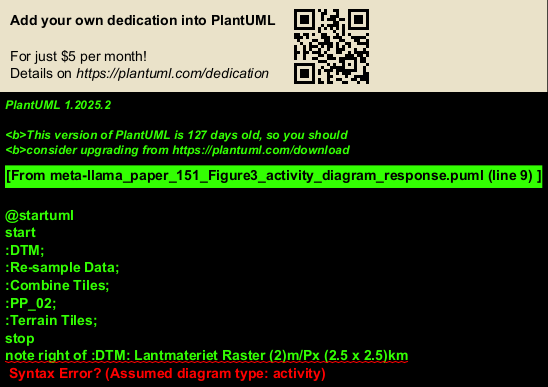 Add your own dedication into PlantUML
For just $5 per month!
Details on https://plantuml.com/dedication
PlantUML 1.2025.2
<b>This version of PlantUML is 127 days old, so you should
<b>consider upgrading from https://plantuml.com/download
[From meta-llama_paper_151_Figure3_activity_diagram_response.puml (line 9) ]
@startuml
start
:DTM;
:Re-sample Data;
:Combine Tiles;
:PP_02;
:Terrain Tiles;
stop
note right of :DTM: Lantmateriet Raster (2)m/Px (2.5 x 2.5)km
Syntax Error? (Assumed diagram type: activity)